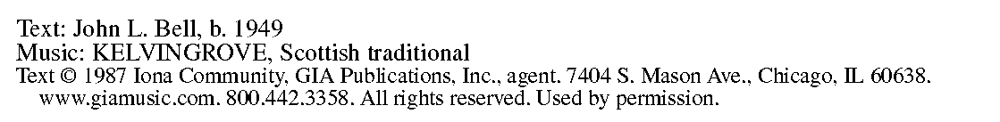 Text: John L. Bell, b. 1949
Music: KELVINGROVE, Scottish traditional
Text © 1987 Iona Community, GIA Publications, Inc., agent. 7404 S. Mason Ave., Chicago, IL 60638.
www.giamusic.com. 800.442.3358. All rights reserved. Used by permission.